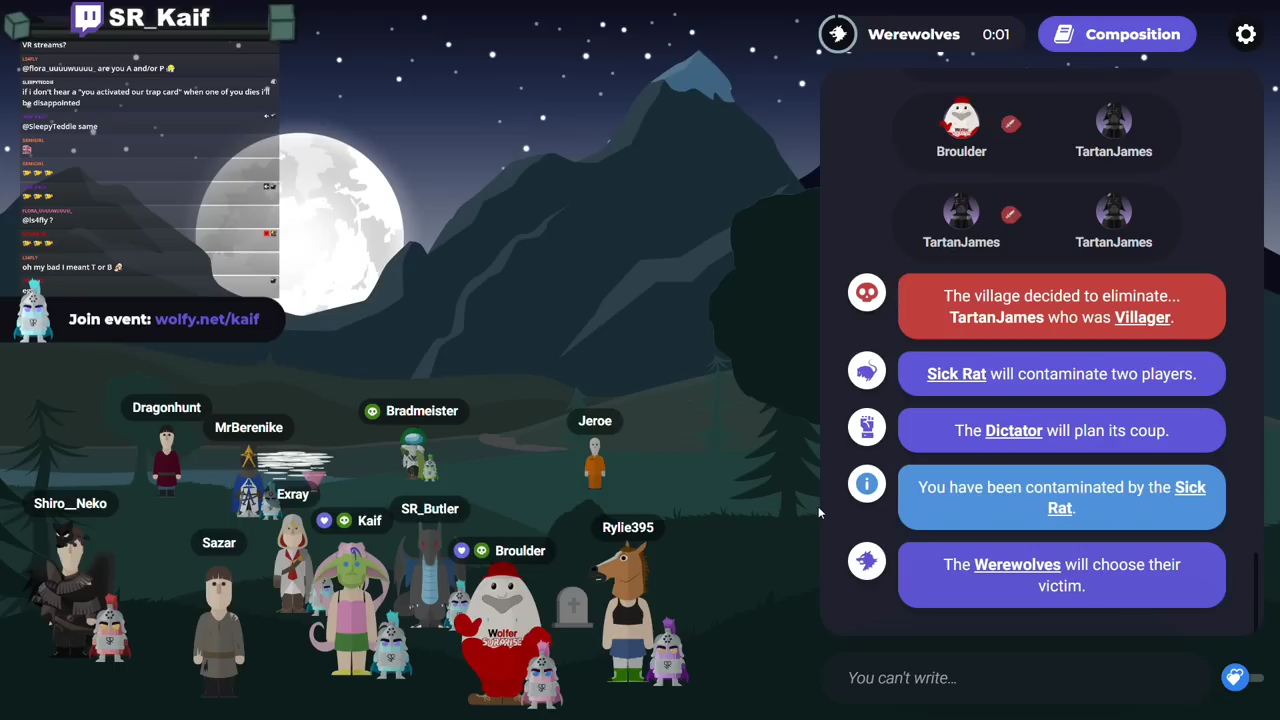 SR_Kaif
VR streams?
LS4FLY
@flora_uuuuwuuuu_ are you A and/or P
SLEEPYTEDDIE
if i don't hear a "you activated our trap card" when one of you dies i'll
be disappointed
@SleepyTeddie same
FLORA_UUUUWUUUU_
@ls4fly ?
LS4FLY
oh my bad I meant T or B
Join event: wolfy.net/kaif
Werewolves
0:01
Composition
Broulder
TartanJames
TartanJames
TartanJames
The village decided to eliminate...
TartanJames who was Villager.
Sick Rat will contaminate two players.
The Dictator will plan its coup.
You have been contaminated by the Sick
Rat.
The Werewolves will choose their
victim.
You can't write...
Dragonhunt
MrBerenike
Bradmeister
Jeroe
Shiro__Neko
Exray
Kaif
SR_Butler
Sazar
Broulder
Rylie395
Wolfer
SURPRISE